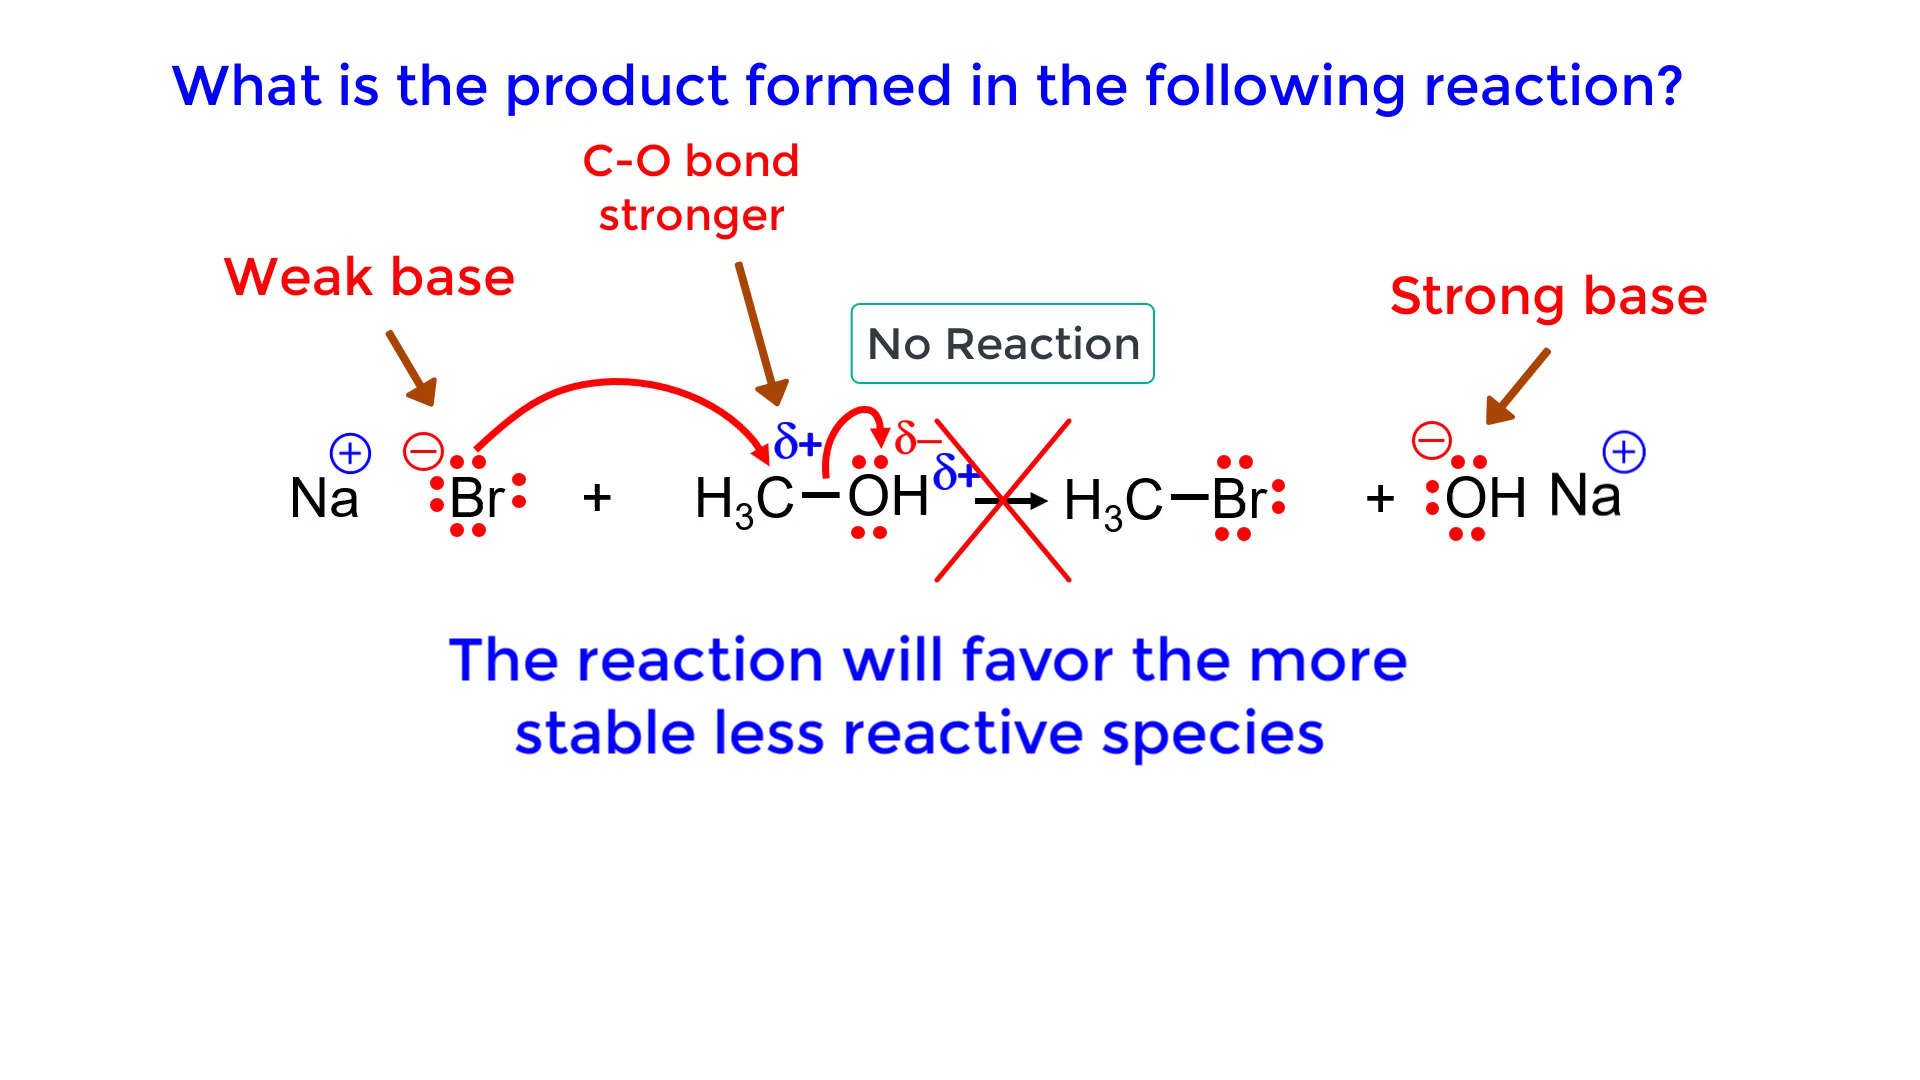 What is the product formed in the following reaction?
C-O bond
stronger
Weak base
Strong base
No Reaction
Na⊕ ⊖Br + H₃C—OH δ+ δ− δ+ → H₃C—Br + ⊖OH Na⊕
The reaction will favor the more
stable less reactive species